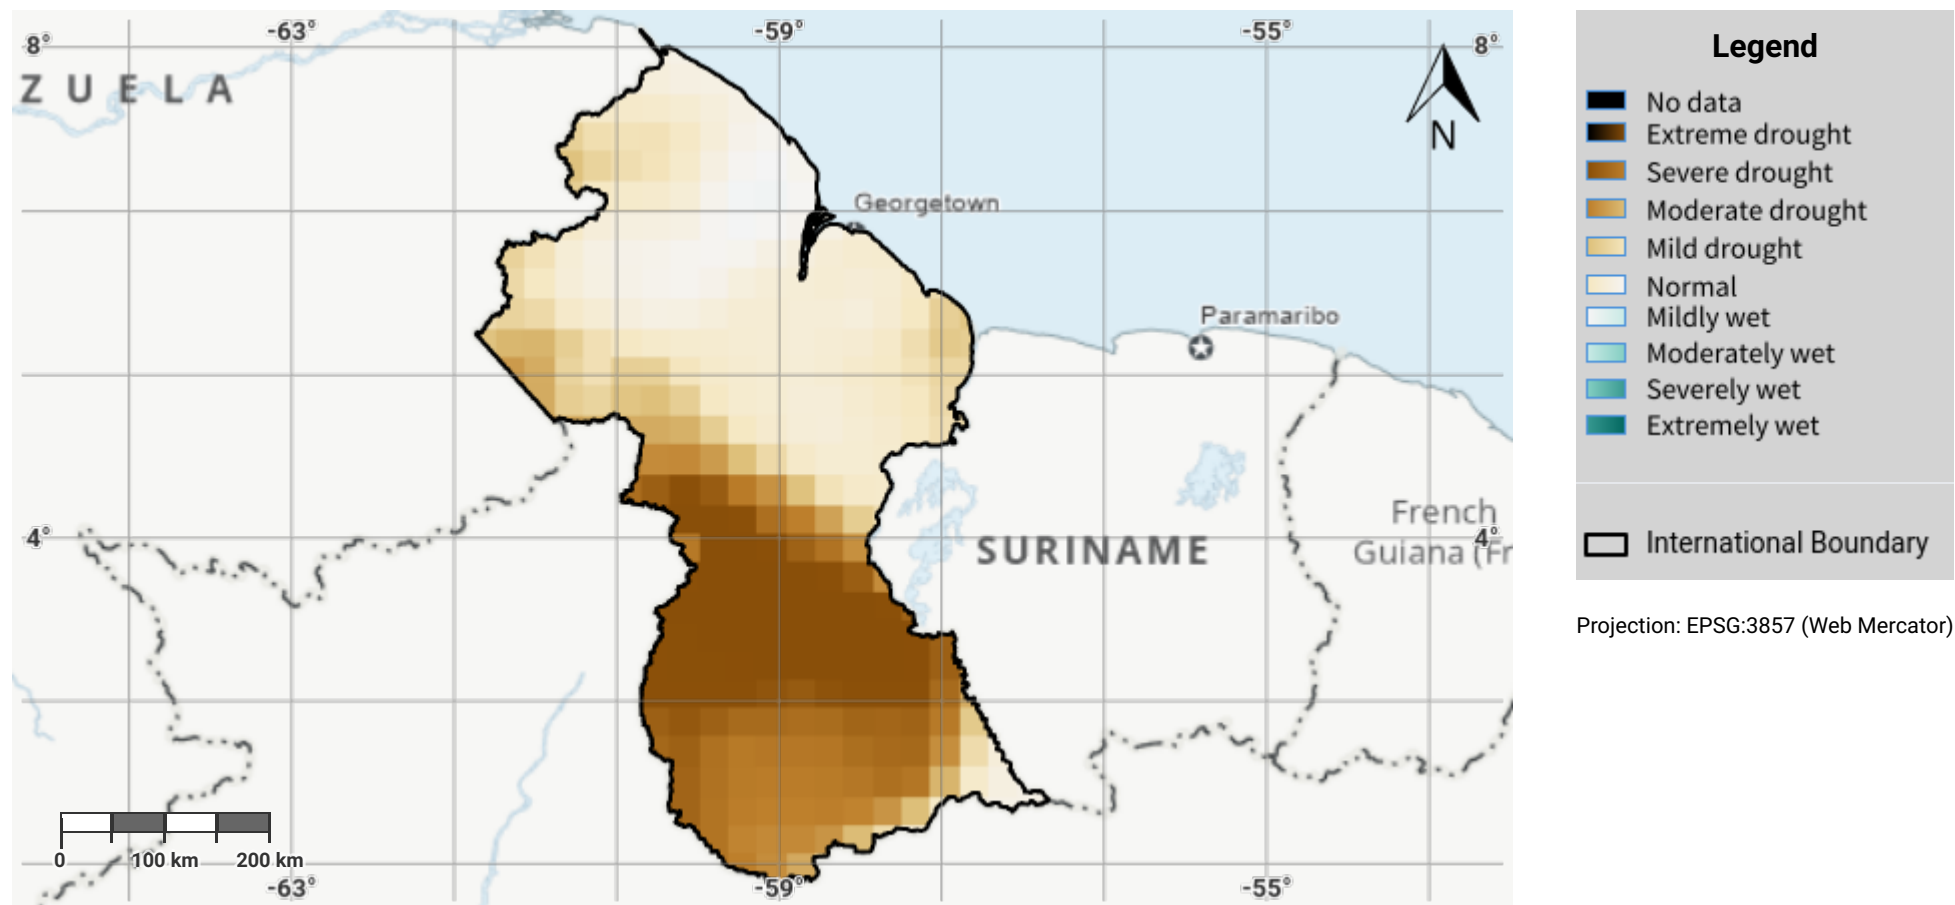 -63°
-59°
-55°
8°
8°
ZUELA
N
Georgetown
Paramaribo
4°
4°
SURINAME
French
Guiana (Fr
0
100 km
200 km
-63°
-59°
-55°
Legend
No data
Extreme drought
Severe drought
Moderate drought
Mild drought
Normal
Mildly wet
Moderately wet
Severely wet
Extremely wet
International Boundary
Projection: EPSG:3857 (Web Mercator)